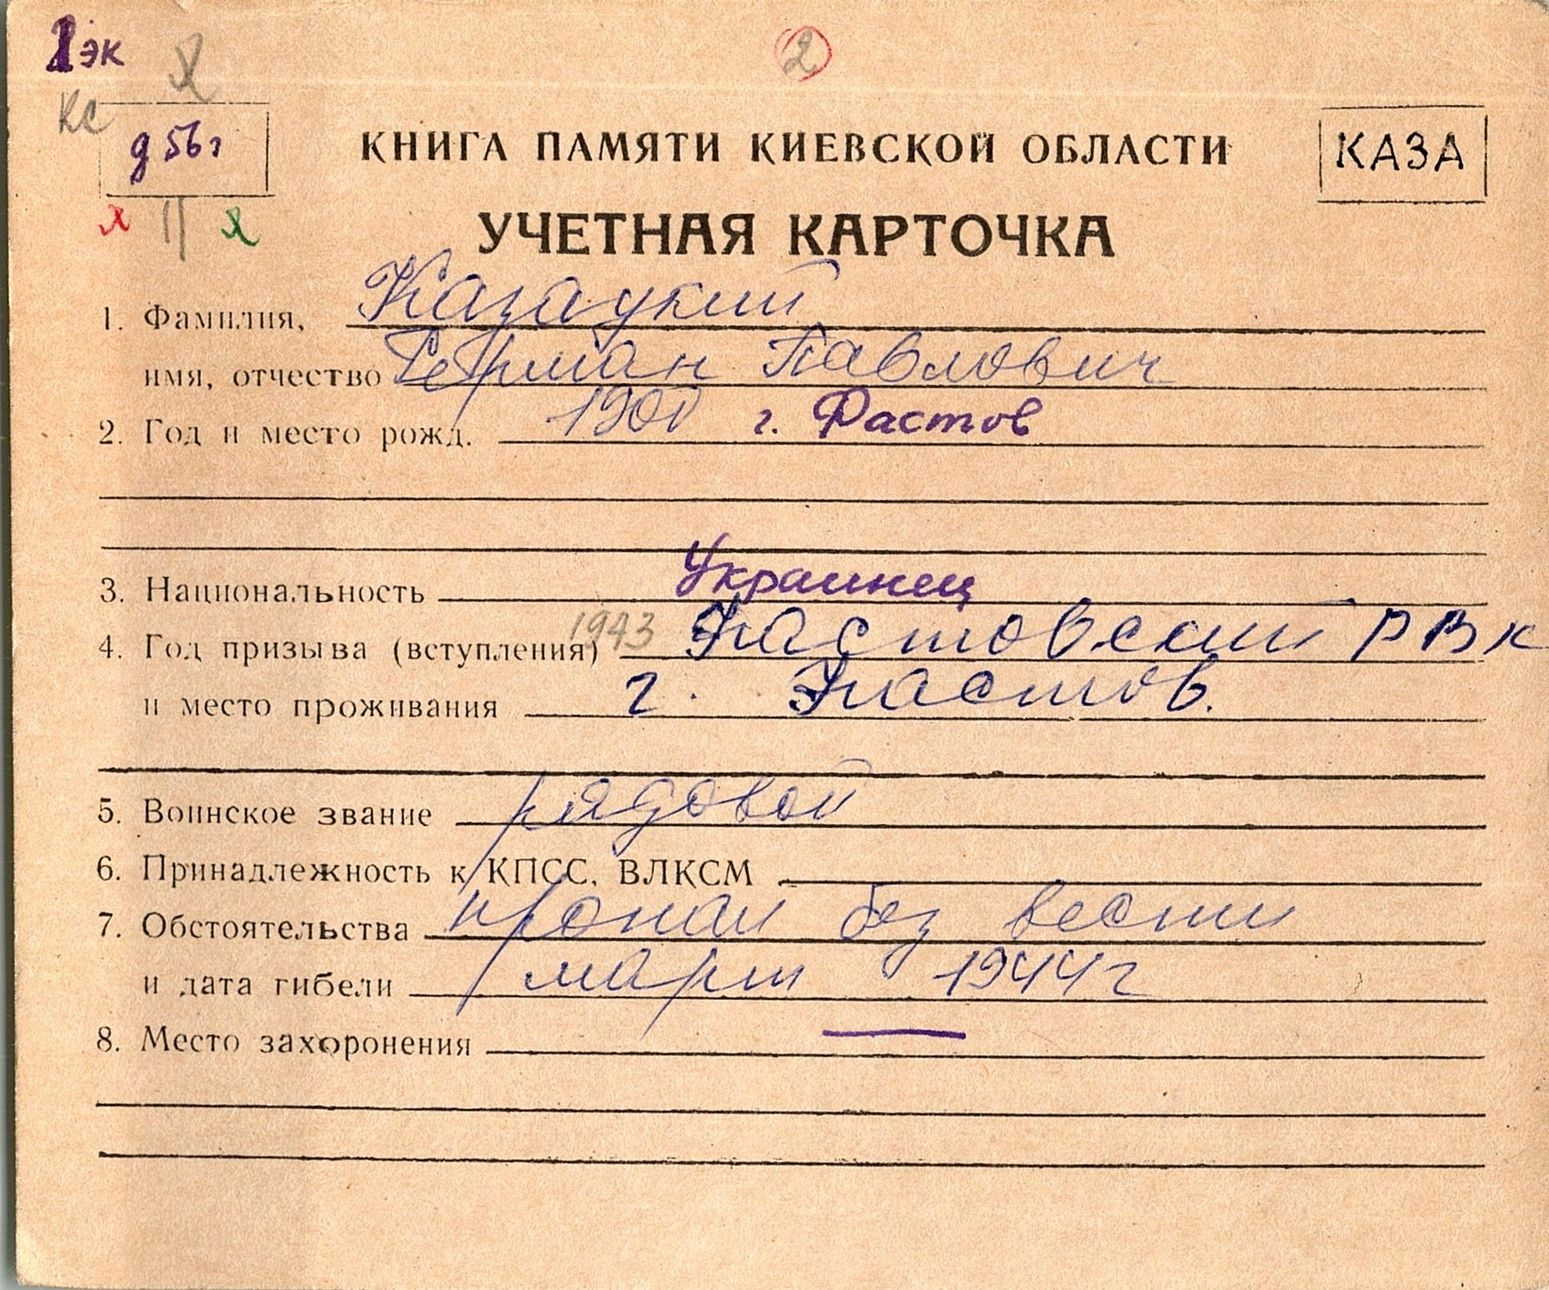 1эк
2
КС
д 56 г
КНИГА ПАМЯТИ КИЕВСКОЙ ОБЛАСТИ
КАЗА
УЧЕТНАЯ КАРТОЧКА
1. Фамилия, Казацкий
имя, отчество Герман Павлович
2. Год и место рожд. 1900 г. Фастов
3. Национальность Украинец
4. Год призыва (вступления) 1943 Фастовский РВК
и место проживания г. Фастов.
5. Воинское звание рядовой
6. Принадлежность к КПСС, ВЛКСМ
7. Обстоятельства пропал без вести
и дата гибели март 1944г
8. Место захоронения